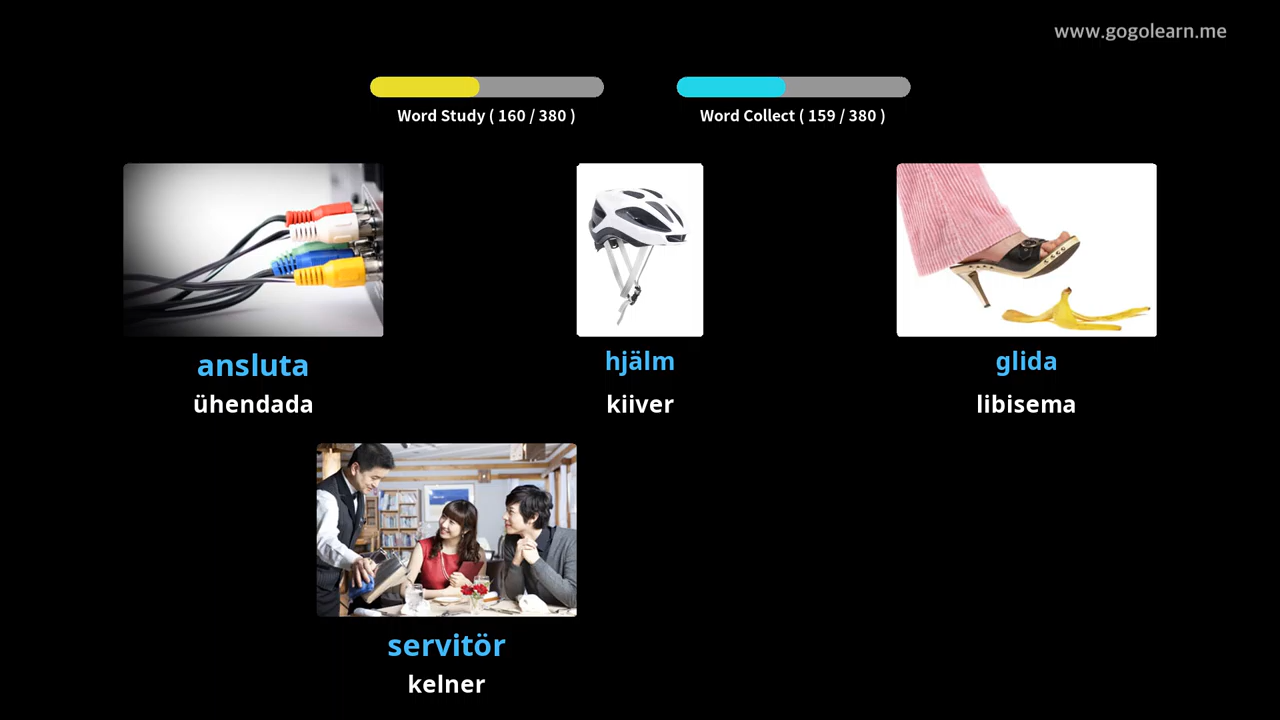 www.gogolearn.me
Word Study ( 160 / 380 )
Word Collect ( 159 / 380 )
ansluta
ühendada
hjälm
kiiver
glida
libisema
servitör
kelner